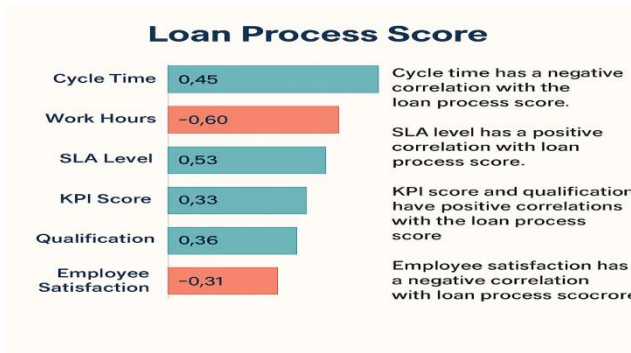 Loan Process Score
Cycle Time 0,45
Work Hours −0,60
SLA Level 0,53
KPI Score 0,33
Qualification 0,36
Employee
Satisfaction −0,31
Cycle time has a negative
correlation with the
loan process score.
SLA level has a positive
correlation with loan
process score.
KPI score and qualification
have positive correlations
with the loan process
score
Employee satisfaction has
a negative correlation
with loan process scocrore